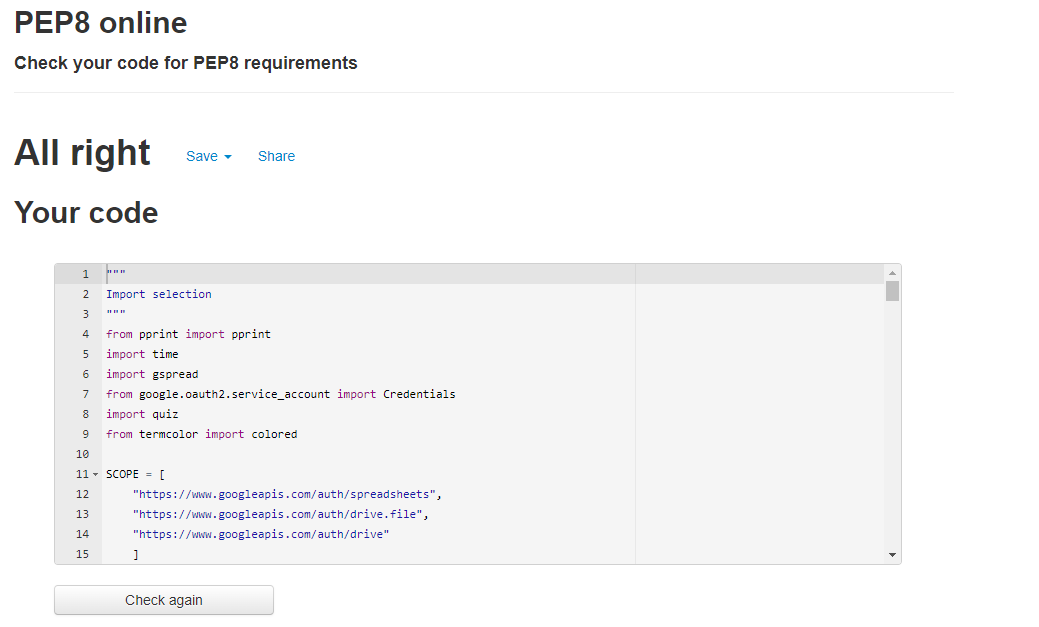 PEP8 online
Check your code for PEP8 requirements
All right Save Share
Your code
1 """
2 Import selection
3 """
4 from pprint import pprint
5 import time
6 import gspread
7 from google.oauth2.service_account import Credentials
8 import quiz
9 from termcolor import colored
10
11 SCOPE = [
12     "https://www.googleapis.com/auth/spreadsheets",
13     "https://www.googleapis.com/auth/drive.file",
14     "https://www.googleapis.com/auth/drive"
15     ]
Check again